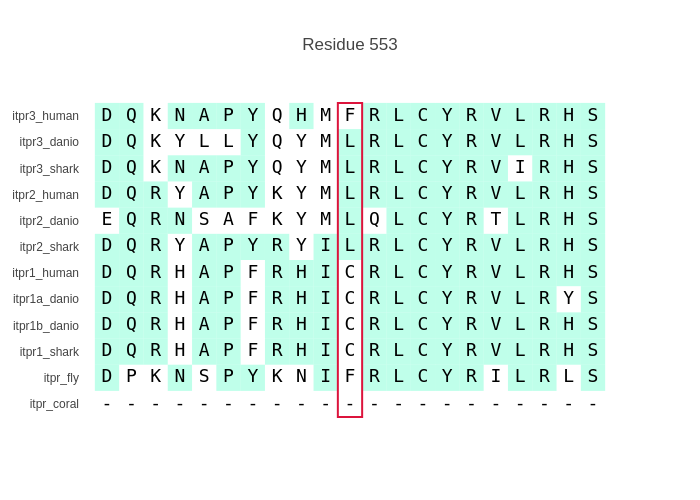 Residue 553
itpr3_human D Q K N A P Y Q H M F R L C Y R V L R H S
itpr3_danio D Q K Y L L Y Q Y M L R L C Y R V L R H S
itpr3_shark D Q K N A P Y Q Y M L R L C Y R V I R H S
itpr2_human D Q R Y A P Y K Y M L R L C Y R V L R H S
itpr2_danio E Q R N S A F K Y M L Q L C Y R T L R H S
itpr2_shark D Q R Y A P Y R Y I L R L C Y R V L R H S
itpr1_human D Q R H A P F R H I C R L C Y R V L R H S
itpr1a_danio D Q R H A P F R H I C R L C Y R V L R Y S
itpr1b_danio D Q R H A P F R H I C R L C Y R V L R H S
itpr1_shark D Q R H A P F R H I C R L C Y R V L R H S
itpr_fly D P K N S P Y K N I F R L C Y R I L R L S
itpr_coral - - - - - - - - - - - - - - - - - - - - -